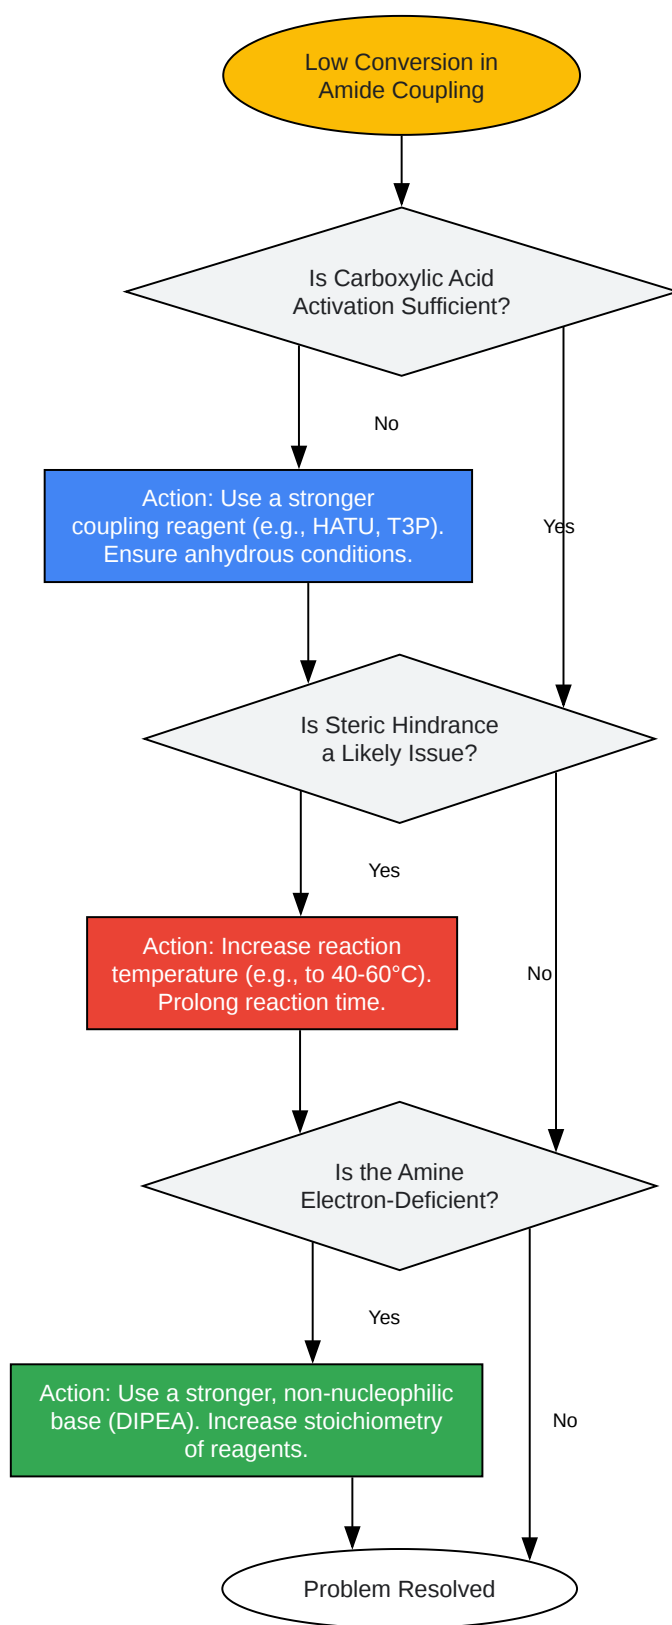 Low Conversion in
Amide Coupling
Is Carboxylic Acid
Activation Sufficient?
No
Action: Use a stronger
coupling reagent (e.g., HATU, T3P).
Ensure anhydrous conditions.
Yes
Is Steric Hindrance
a Likely Issue?
Yes
Action: Increase reaction
temperature (e.g., to 40-60°C).
Prolong reaction time.
No
Is the Amine
Electron-Deficient?
Yes
Action: Use a stronger, non-nucleophilic
base (DIPEA). Increase stoichiometry
of reagents.
No
Problem Resolved